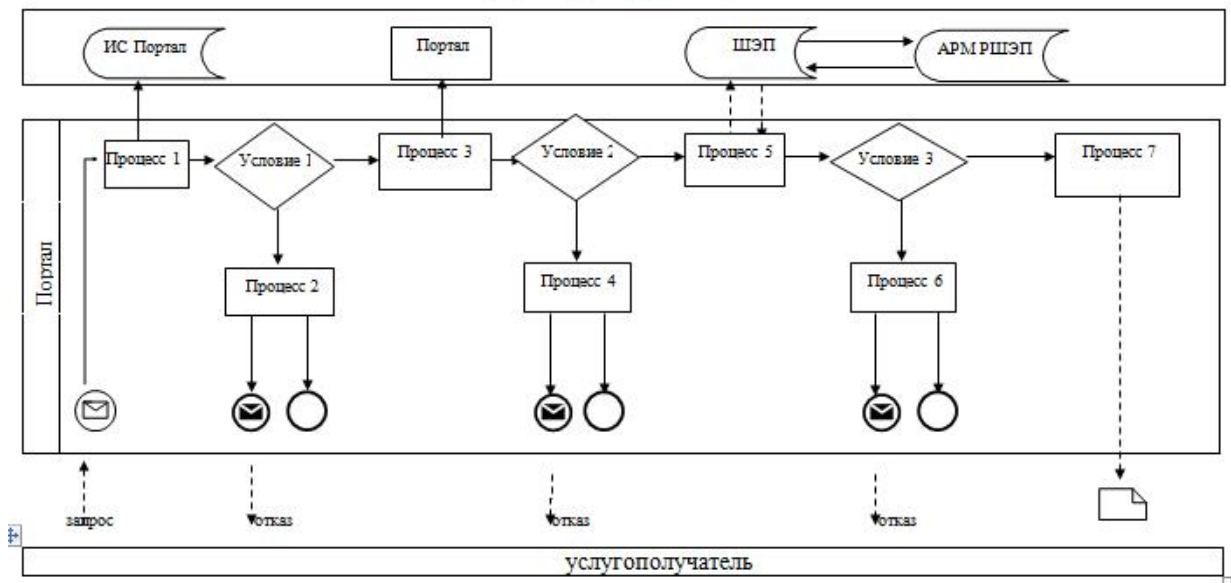 ИС Портал
Портал
ШЭП
АРМ РШЭП
Процесс 1
Условие 1
Процесс 3
Условие 2
Процесс 5
Условие 3
Процесс 7
Портал
Процесс 2
Процесс 4
Процесс 6
запрос
отказ
отказ
отказ
услугополучатель